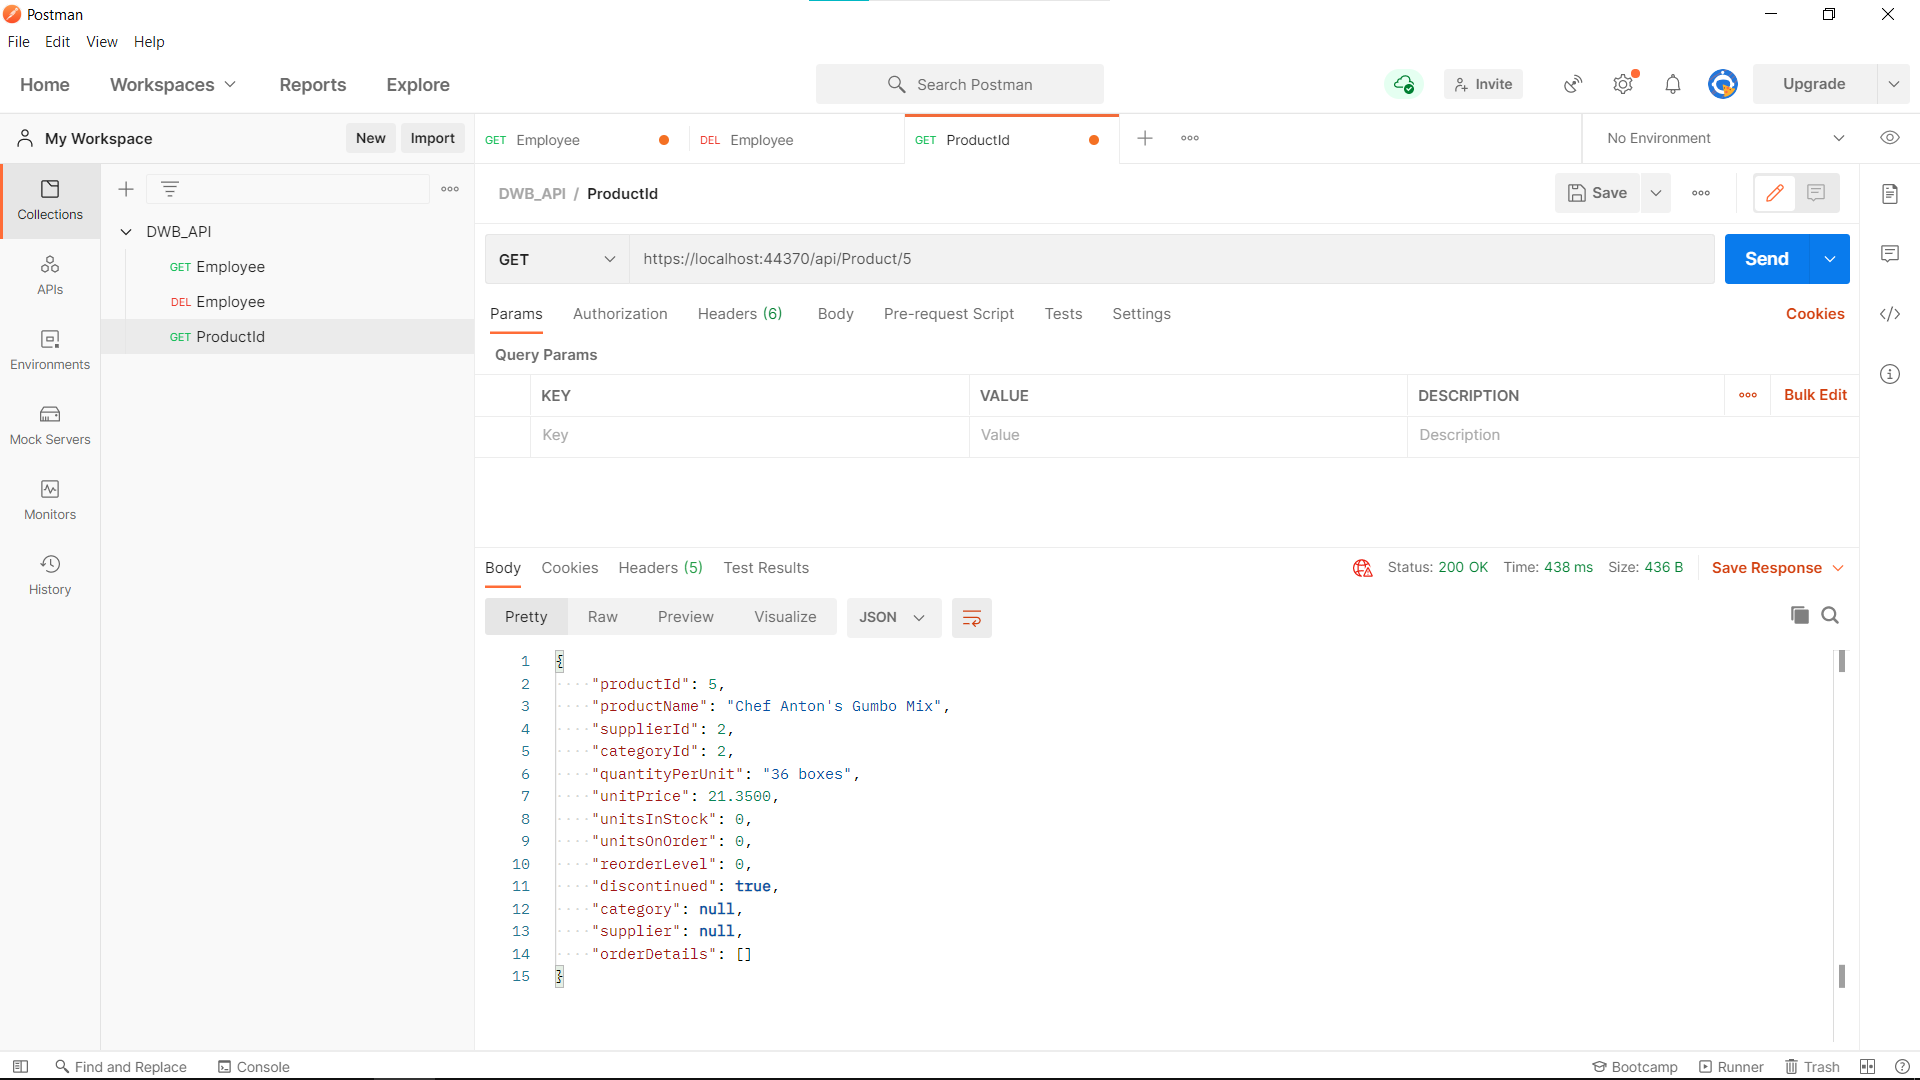 Postman
File Edit View Help
Home Workspaces Reports Explore Search Postman Invite Upgrade
My Workspace New Import GET Employee DEL Employee GET ProductId No Environment
Collections
APIs
Environments
Mock Servers
Monitors
History
DWB_API
GET Employee
DEL Employee
GET ProductId
DWB_API / ProductId Save
GET https://localhost:44370/api/Product/5 Send
Params Authorization Headers (6) Body Pre-request Script Tests Settings Cookies
Query Params
KEY VALUE DESCRIPTION Bulk Edit
Key Value Description
Body Cookies Headers (5) Test Results Status: 200 OK Time: 438 ms Size: 436 B Save Response
Pretty Raw Preview Visualize JSON
1 {
2 "productId": 5,
3 "productName": "Chef Anton's Gumbo Mix",
4 "supplierId": 2,
5 "categoryId": 2,
6 "quantityPerUnit": "36 boxes",
7 "unitPrice": 21.3500,
8 "unitsInStock": 0,
9 "unitsOnOrder": 0,
10 "reorderLevel": 0,
11 "discontinued": true,
12 "category": null,
13 "supplier": null,
14 "orderDetails": []
15 }
Find and Replace Console Bootcamp Runner Trash